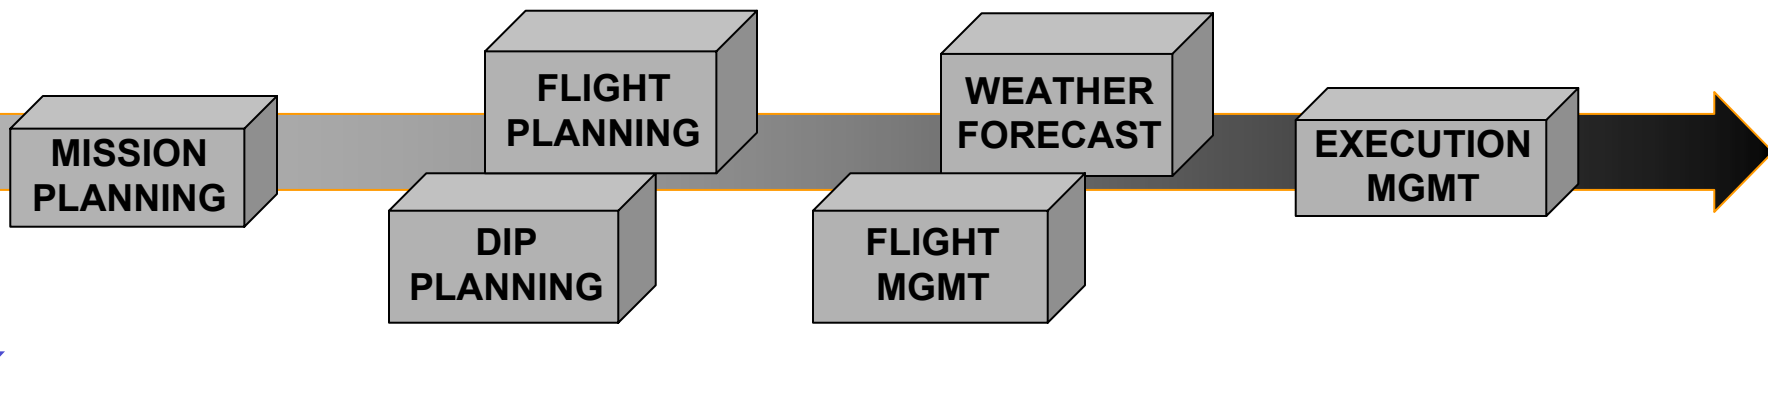 MISSION
PLANNING
FLIGHT
PLANNING
DIP
PLANNING
WEATHER
FORECAST
FLIGHT
MGMT
EXECUTION
MGMT